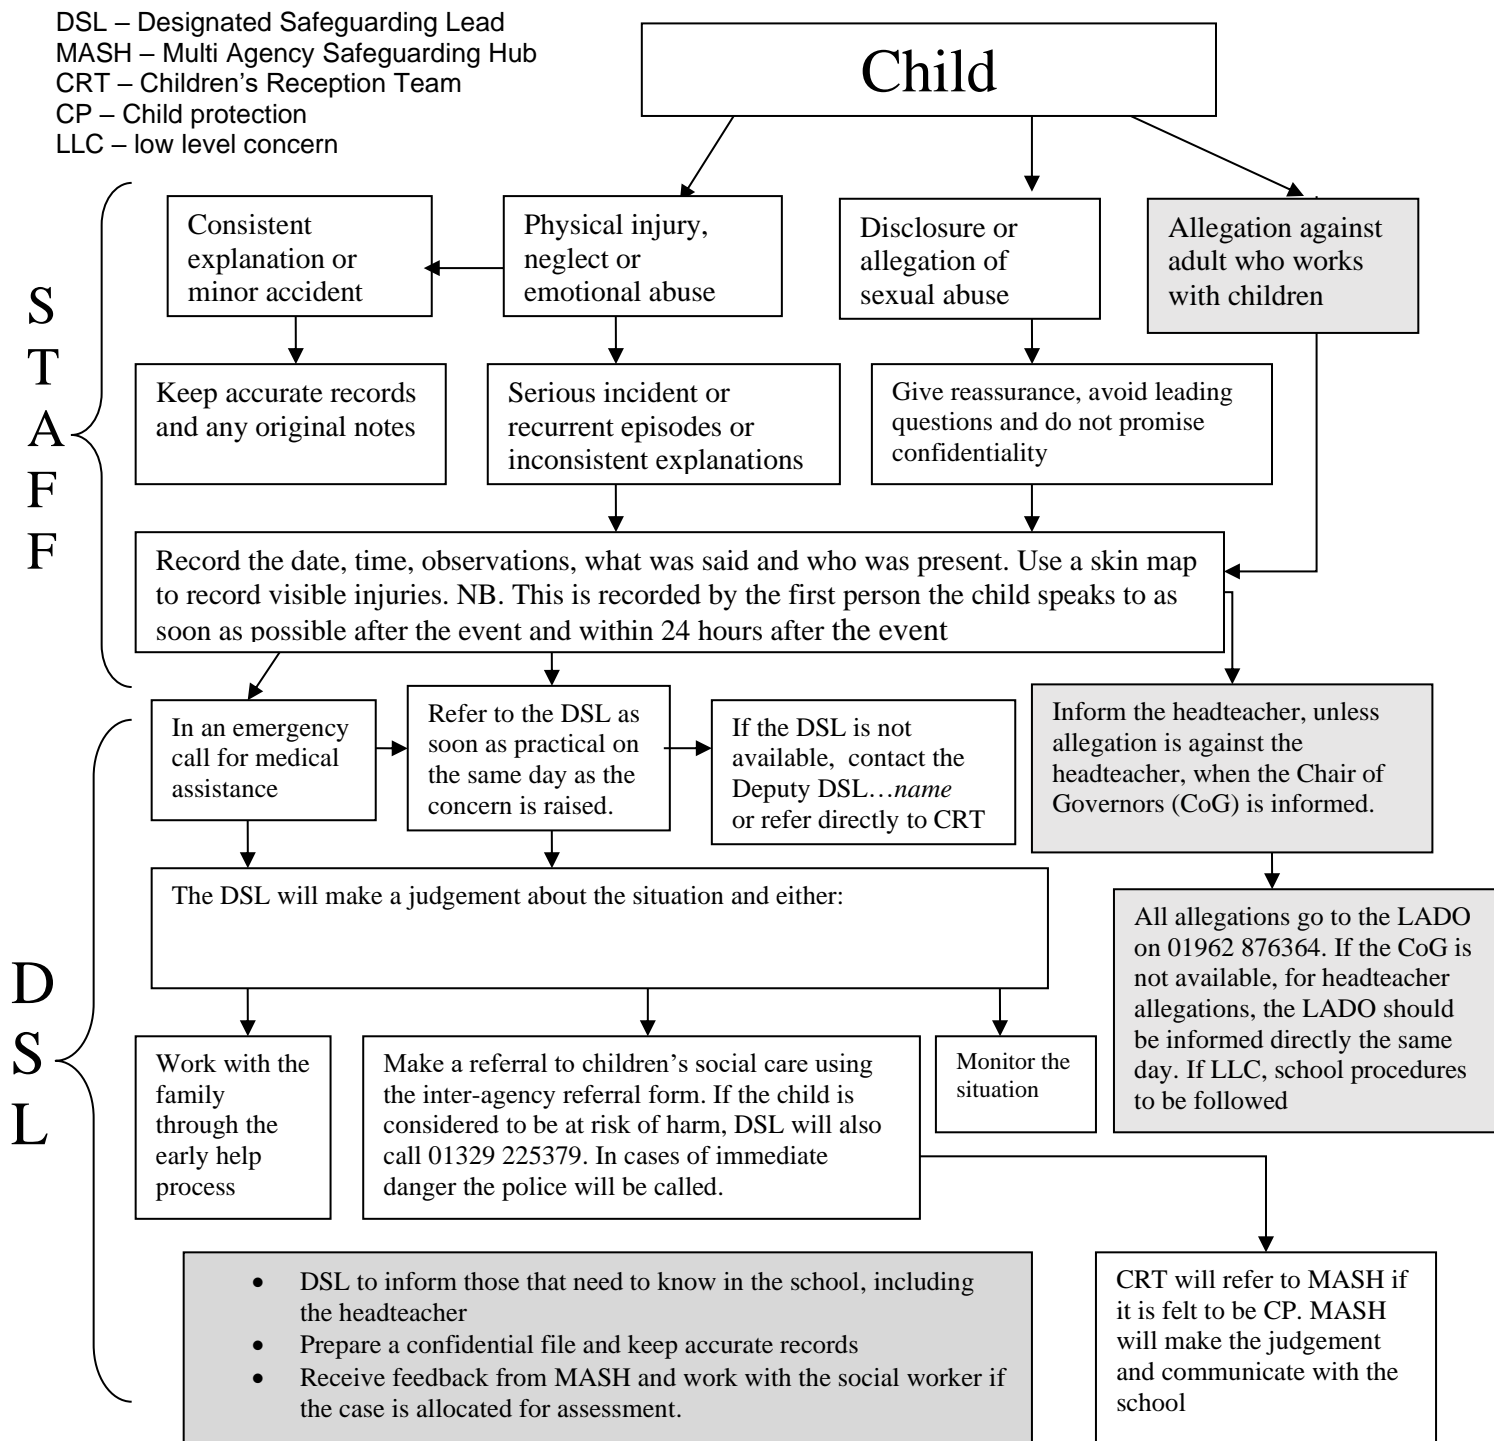 DSL – Designated Safeguarding Lead
MASH – Multi Agency Safeguarding Hub
CRT – Children’s Reception Team
CP – Child protection
LLC – low level concern
Child
S
T
A
F
F
Consistent
explanation or
minor accident
Physical injury,
neglect or
emotional abuse
Disclosure or
allegation of
sexual abuse
Allegation against
adult who works
with children
Keep accurate records
and any original notes
Serious incident or
recurrent episodes or
inconsistent explanations
Give reassurance, avoid leading
questions and do not promise
confidentiality
Record the date, time, observations, what was said and who was present. Use a skin map
to record visible injuries. NB. This is recorded by the first person the child speaks to as
soon as possible after the event and within 24 hours after the event
D
S
L
In an emergency
call for medical
assistance
Refer to the DSL as
soon as practical on
the same day as the
concern is raised.
If the DSL is not
available, contact the
Deputy DSL…name
or refer directly to CRT
Inform the headteacher, unless
allegation is against the
headteacher, when the Chair of
Governors (CoG) is informed.
The DSL will make a judgement about the situation and either:
All allegations go to the LADO
on 01962 876364. If the CoG is
not available, for headteacher
allegations, the LADO should
be informed directly the same
day. If LLC, school procedures
to be followed
Work with the
family
through the
early help
process
Make a referral to children’s social care using
the inter-agency referral form. If the child is
considered to be at risk of harm, DSL will also
call 01329 225379. In cases of immediate
danger the police will be called.
Monitor the
situation
• DSL to inform those that need to know in the school, including
the headteacher
• Prepare a confidential file and keep accurate records
• Receive feedback from MASH and work with the social worker if
the case is allocated for assessment.
CRT will refer to MASH if
it is felt to be CP. MASH
will make the judgement
and communicate with the
school